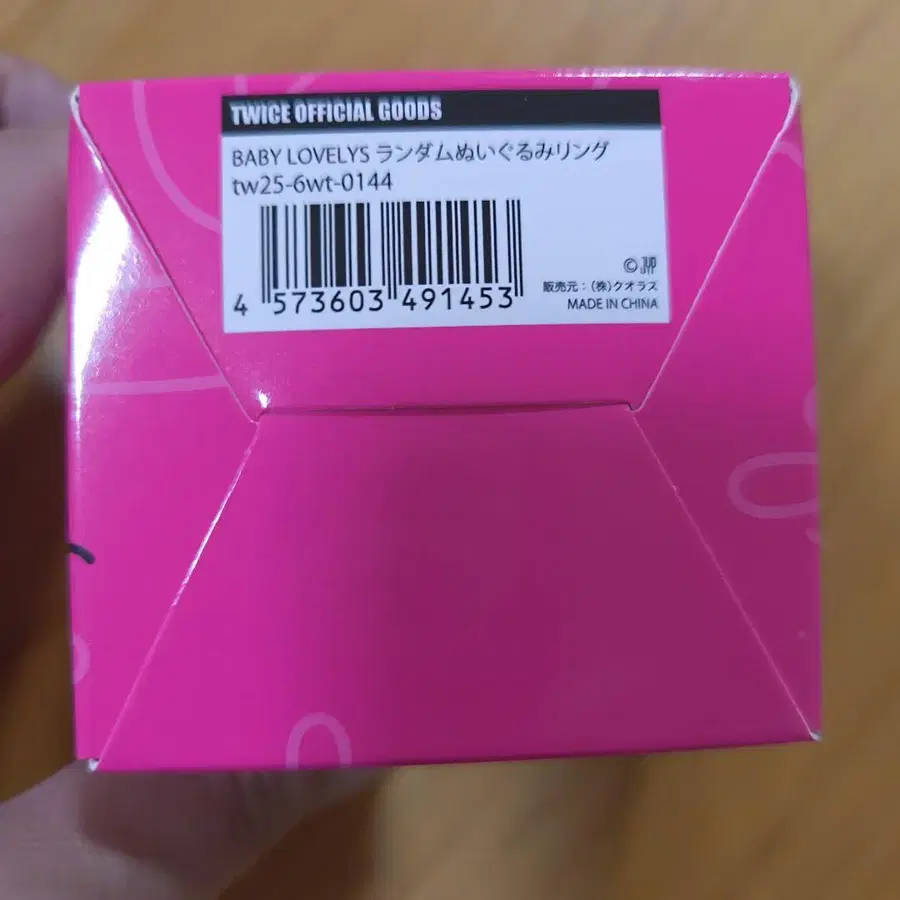 TWICE OFFICIAL GOODS
BABY LOVELYS ランダムぬいぐるみリング
tw25-6wt-0144
4 573603 491453
©
販売元：(株)クオラス
MADE IN CHINA